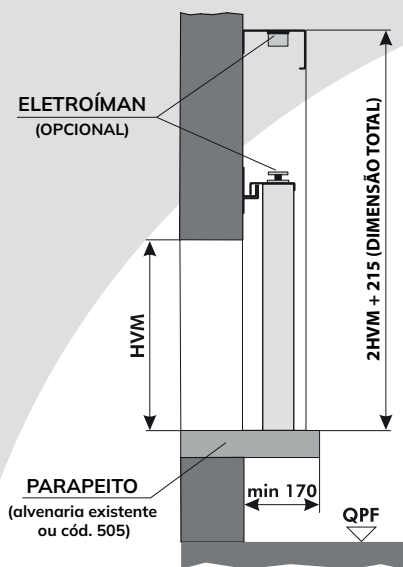 ELETROÍMAN
(OPCIONAL)
HVM
2HVM + 215 (DIMENSÃO TOTAL)
PARAPEITO
(alvenaria existente
ou cód. 505)
min 170
QPF